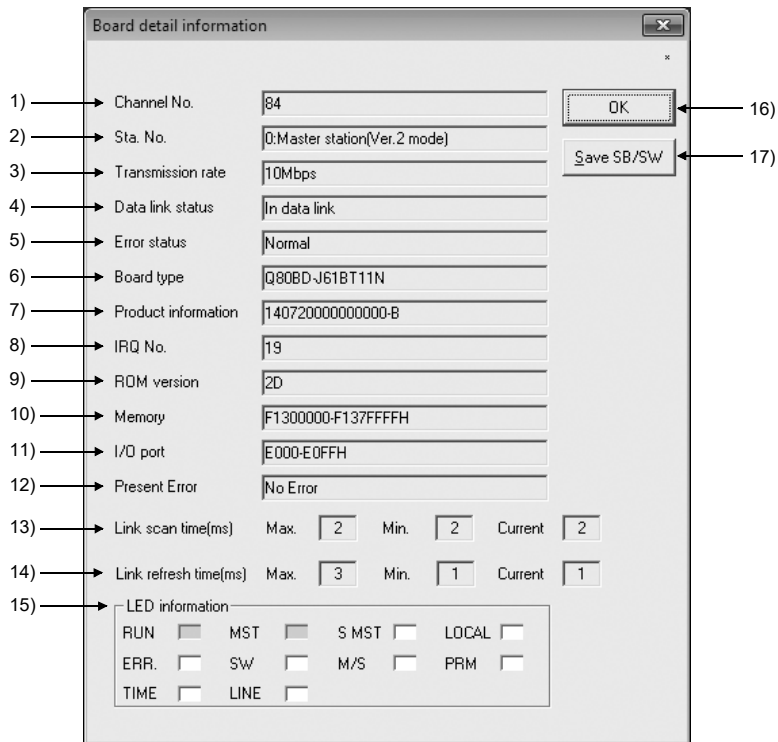 Board detail information
*
1) Channel No. 84 OK 16)
2) Sta. No. 0:Master station(Ver.2 mode)
3) Transmission rate 10Mbps Save SB/SW 17)
4) Data link status In data link
5) Error status Normal
6) Board type Q80BD-J61BT11N
7) Product information 140720000000000-B
8) IRQ No. 19
9) ROM version 2D
10) Memory F1300000-F137FFFFH
11) I/O port E000-E0FFH
12) Present Error No Error
13) Link scan time(ms) Max. 2 Min. 2 Current 2
14) Link refresh time(ms) Max. 3 Min. 1 Current 1
15) LED information
RUN MST S MST LOCAL
ERR. SW M/S PRM
TIME LINE